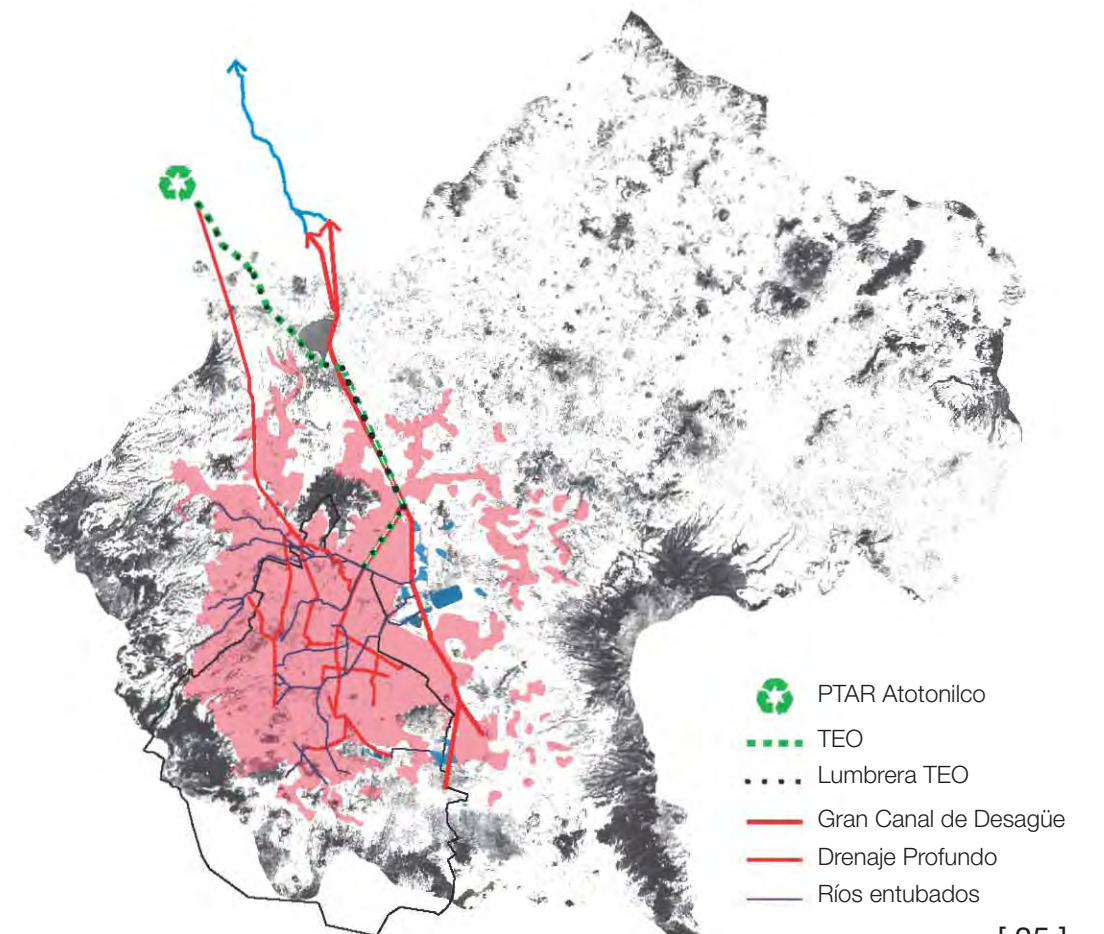 PTAR Atotonilco
TEO
Lumbrera TEO
Gran Canal de Desagüe
Drenaje Profundo
Ríos entubados